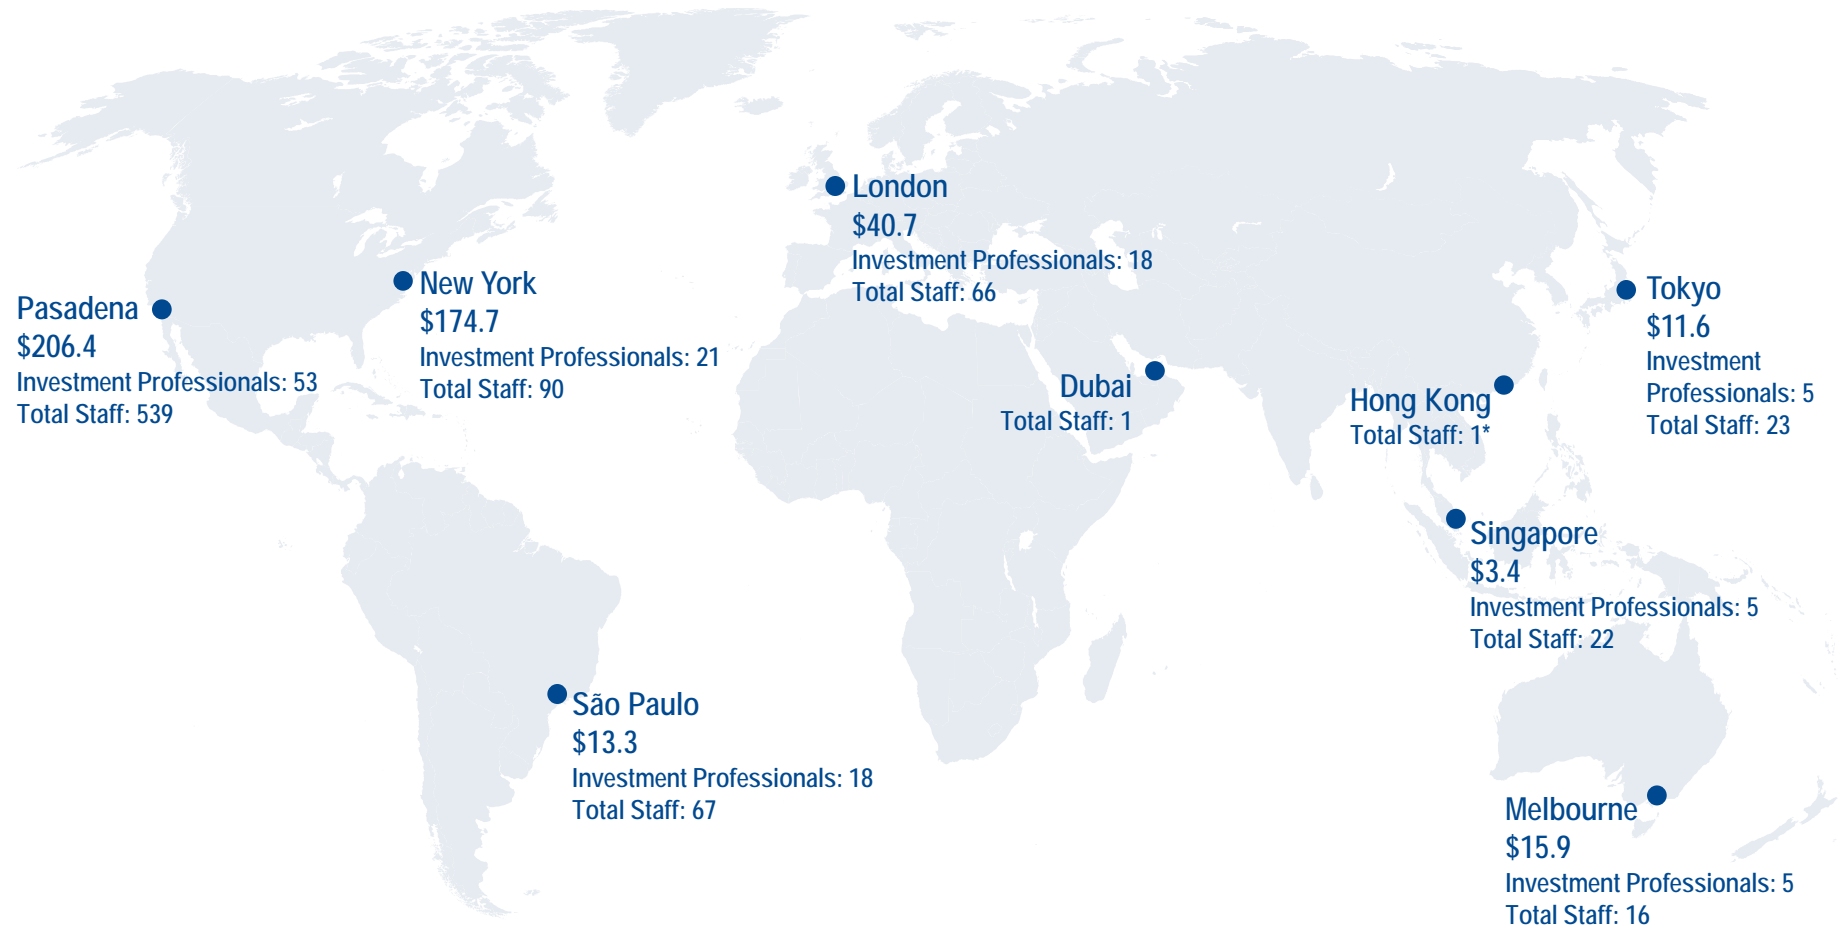 Pasadena
$206.4
Investment Professionals: 53
Total Staff: 539
New York
$174.7
Investment Professionals: 21
Total Staff: 90
London
$40.7
Investment Professionals: 18
Total Staff: 66
Dubai
Total Staff: 1
Hong Kong
Total Staff: 1*
Tokyo
$11.6
Investment
Professionals: 5
Total Staff: 23
Singapore
$3.4
Investment Professionals: 5
Total Staff: 22
São Paulo
$13.3
Investment Professionals: 18
Total Staff: 67
Melbourne
$15.9
Investment Professionals: 5
Total Staff: 16